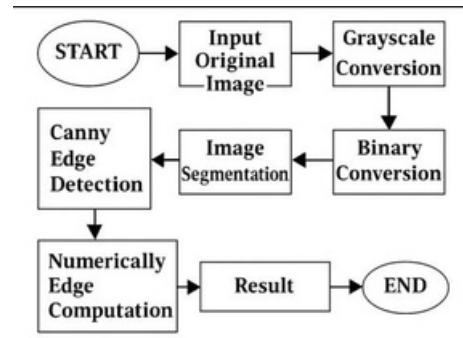 START
Input
Original
Image
Grayscale
Conversion
Binary
Conversion
Image
Segmentation
Canny
Edge
Detection
Numerically
Edge
Computation
Result
END